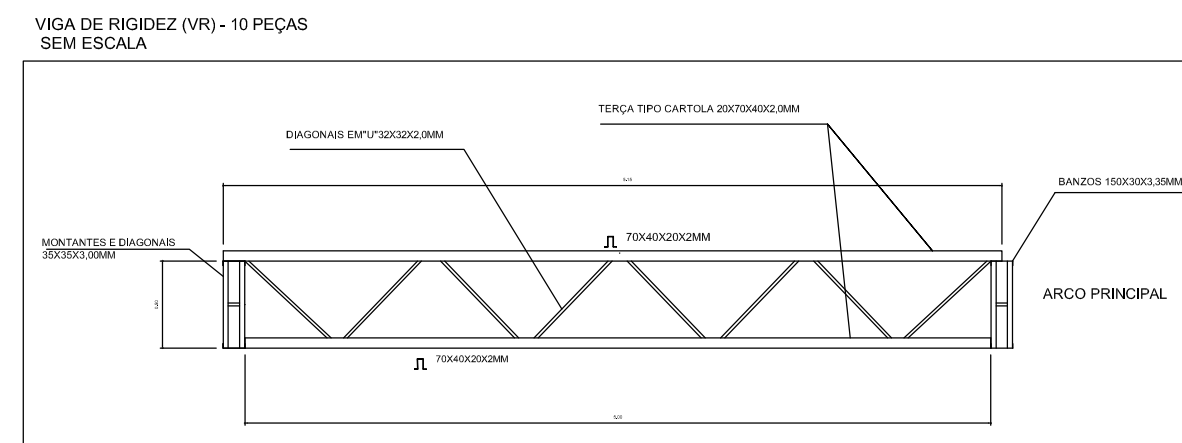 VIGA DE RIGIDEZ (VR) - 10 PEÇAS
SEM ESCALA
TERÇA TIPO CARTOLA 20X70X40X2,0MM
DIAGONAIS EM"U"32X32X2,0MM
BANZOS 150X30X3,35MM
MONTANTES E DIAGONAIS
35X35X3,00MM
70X40X20X2MM
ARCO PRINCIPAL
70X40X20X2MM